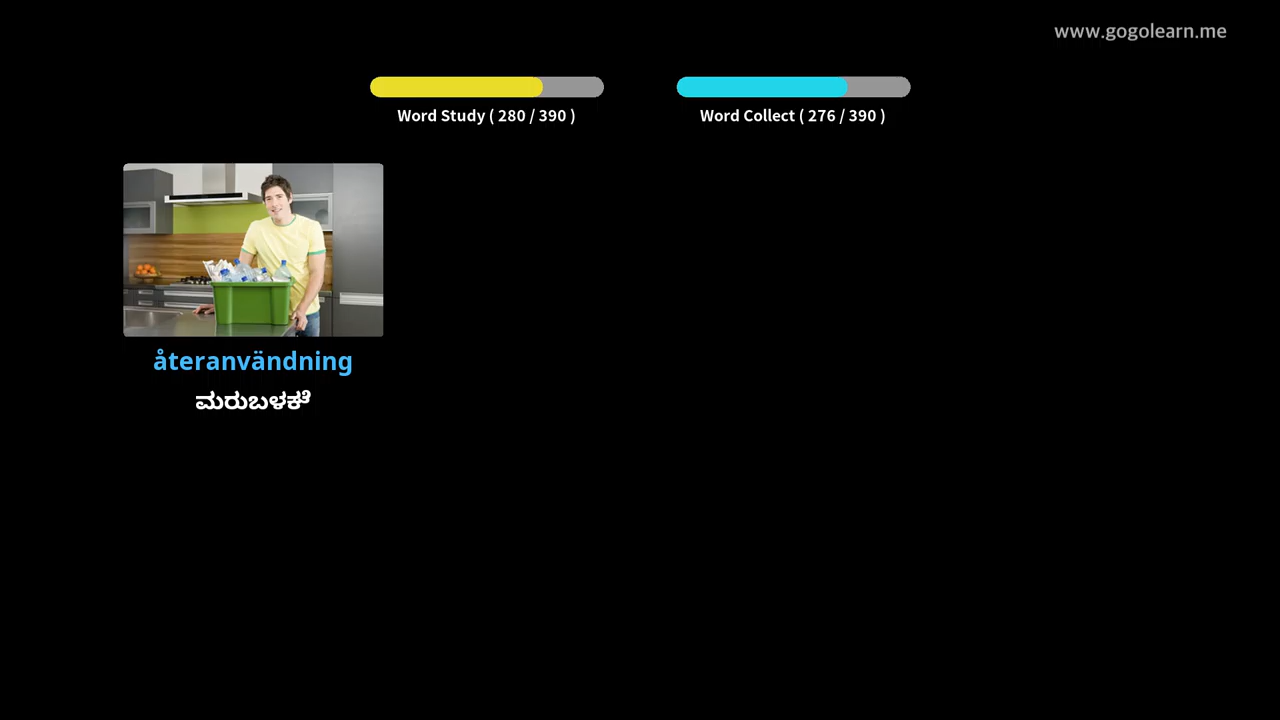 www.gogolearn.me
Word Study ( 280 / 390 )
Word Collect ( 276 / 390 )
återanvändning
ಮರುಬಳಕೆ